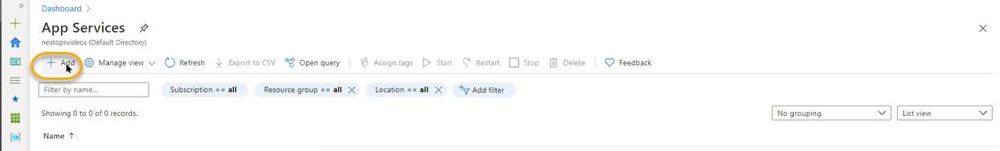 Dashboard >
App Services
nextopsvideos (Default Directory)
Add Manage view Refresh Export to CSV Open query Assign tags Start Restart Stop Delete Feedback
Filter by name... Subscription == all Resource group == all Location == all Add filter
Showing 0 to 0 of 0 records. No grouping List view
Name ↑